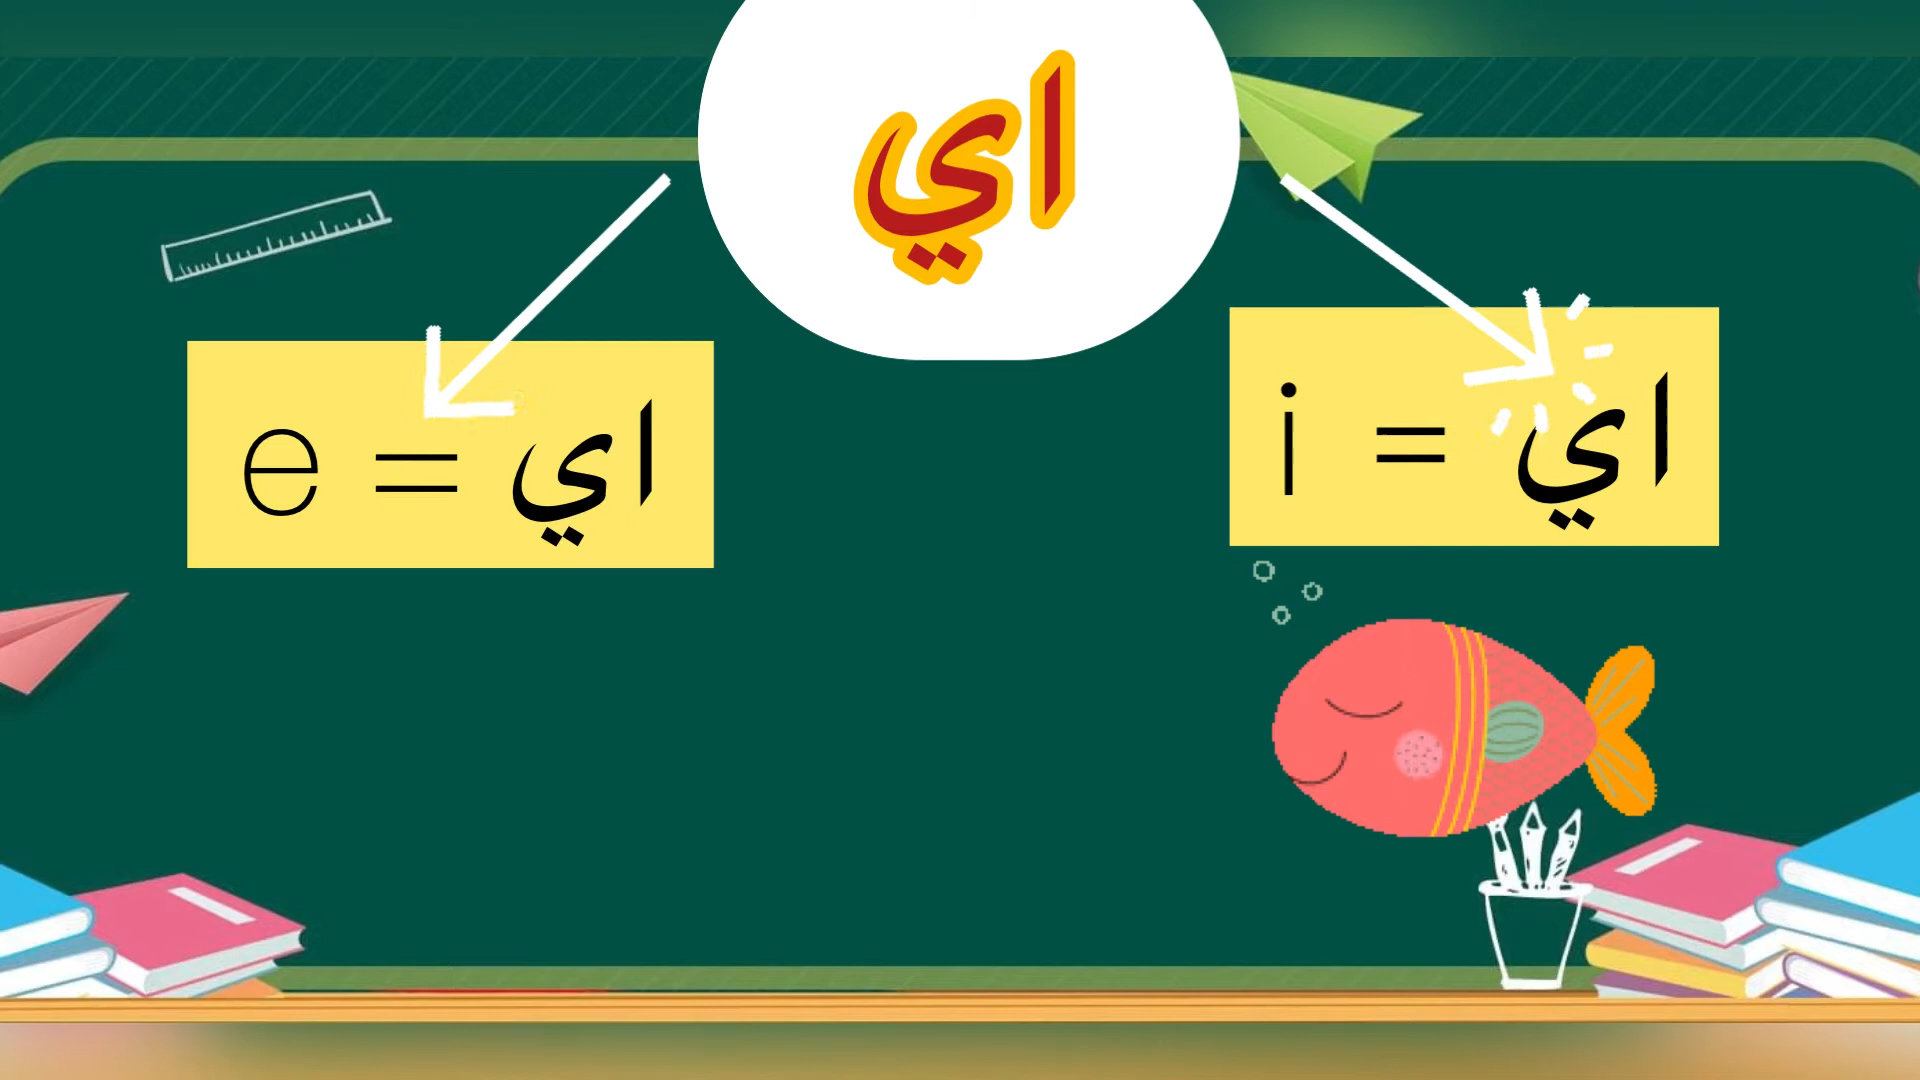 اي
e = اي
i = اي